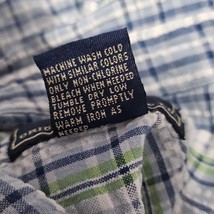 MACHINE WASH COLD
WITH SIMILAR COLORS
ONLY NON-CHLORINE
BLEACH WHEN NEEDED
TUMBLE DRY LOW
REMOVE PROMPTLY
WARM IRON AS
NEEDED